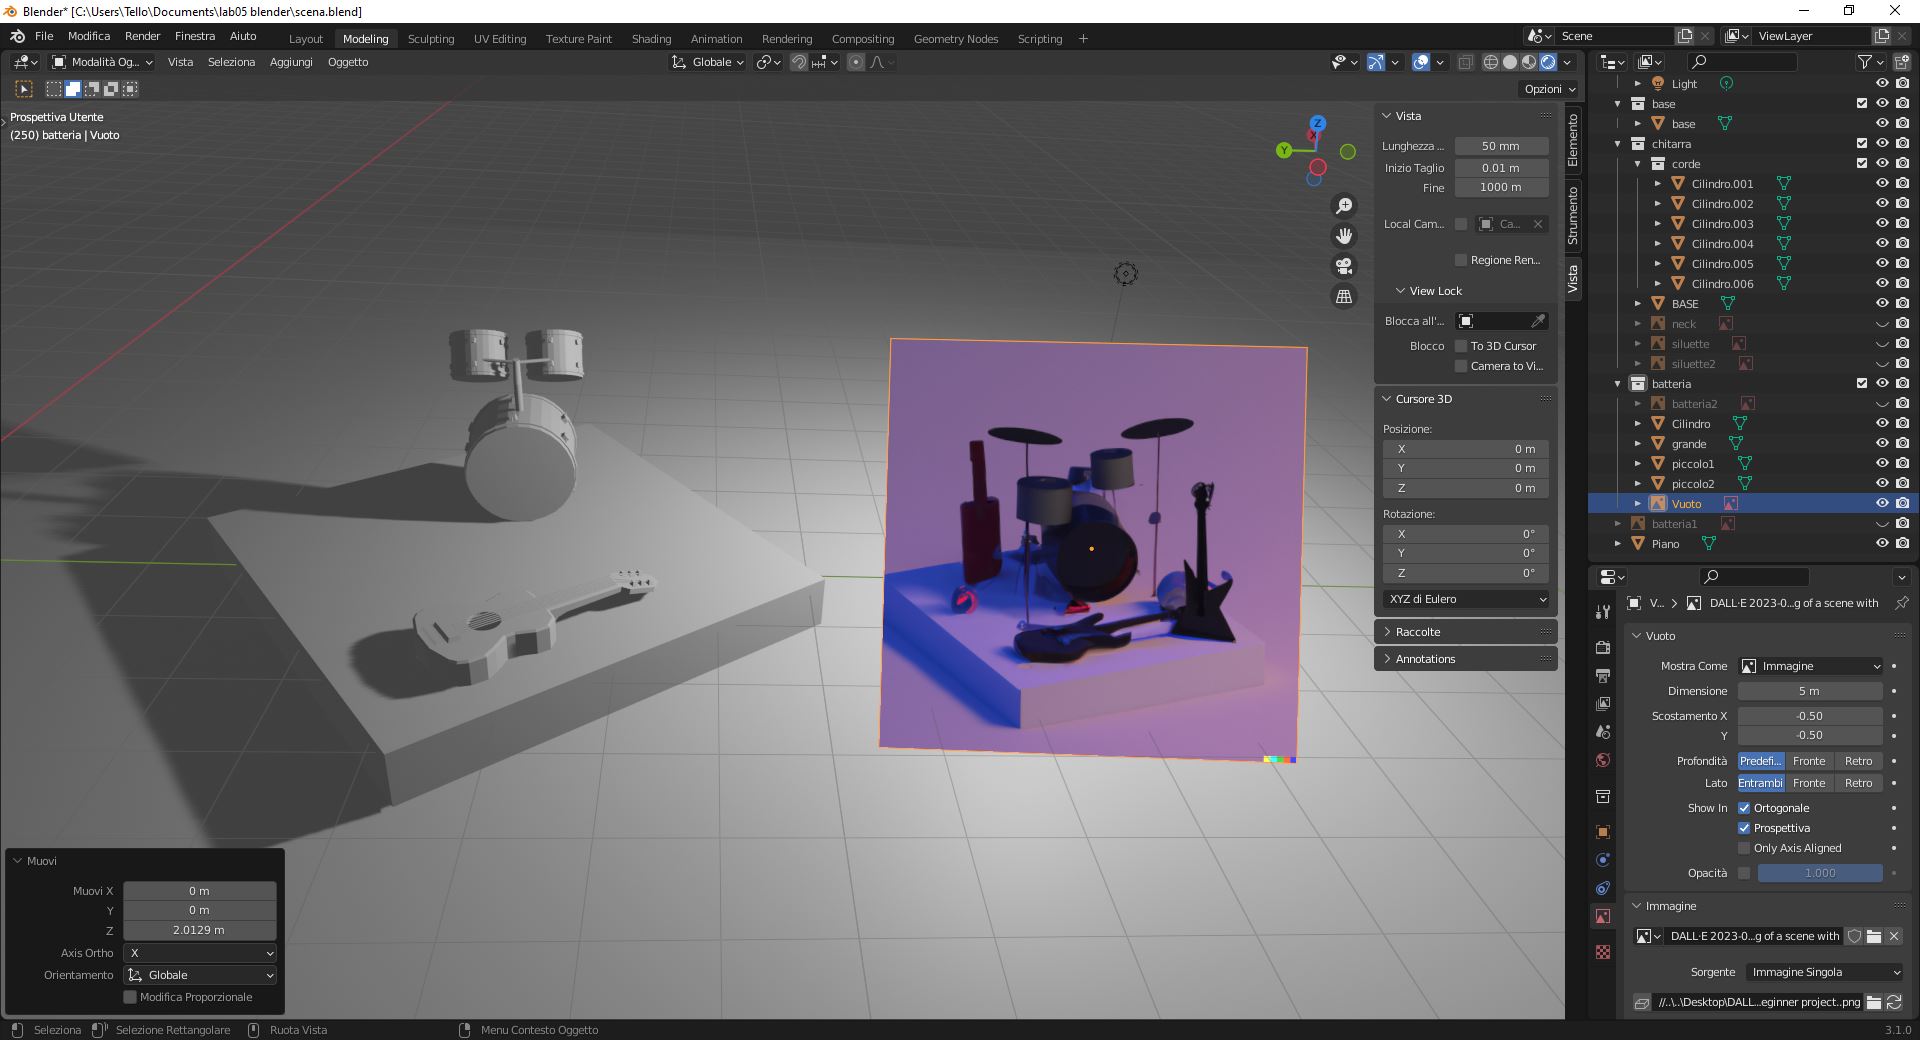 Blender* [C:\Users\Tello\Documents\lab05 blender\scena.blend]
File Modifica Render Finestra Aiuto Layout Modeling Sculpting UV Editing Texture Paint Shading Animation Rendering Compositing Geometry Nodes Scripting + Scene ViewLayer
Modalità Og... Vista Seleziona Aggiungi Oggetto Globale
Opzioni
Prospettiva Utente
(250) batteria | Vuoto
Z
X
Y
Vista
Lunghezza ... 50 mm
Inizio Taglio 0.01 m
Fine 1000 m
Local Cam... Ca...
Regione Ren...
View Lock
Blocca all'...
Blocco To 3D Cursor
Camera to Vi...
Cursore 3D
Posizione:
X 0 m
Y 0 m
Z 0 m
Rotazione:
X 0°
Y 0°
Z 0°
XYZ di Eulero
Raccolte
Annotations
Elemento
Strumento
Vista
Light
base
base
chitarra
corde
Cilindro.001
Cilindro.002
Cilindro.003
Cilindro.004
Cilindro.005
Cilindro.006
BASE
neck
siluette
siluette2
batteria
batteria2
Cilindro
grande
piccolo1
piccolo2
Vuoto
batteria1
Piano
V... DALL·E 2023-0...g of a scene with
Vuoto
Mostra Come Immagine
Dimensione 5 m
Scostamento X -0.50
Y -0.50
Profondità Predefi... Fronte Retro
Lato Entrambi Fronte Retro
Show In Ortogonale
Prospettiva
Only Axis Aligned
Opacità 1.000
Immagine
DALL·E 2023-0...g of a scene with
Sorgente Immagine Singola
//..\..\Desktop\DALL...eginner project..png
Muovi
Muovi X 0 m
Y 0 m
Z 2.0129 m
Axis Ortho X
Orientamento Globale
Modifica Proporzionale
Seleziona Selezione Rettangolare Ruota Vista Menu Contesto Oggetto 3.1.0